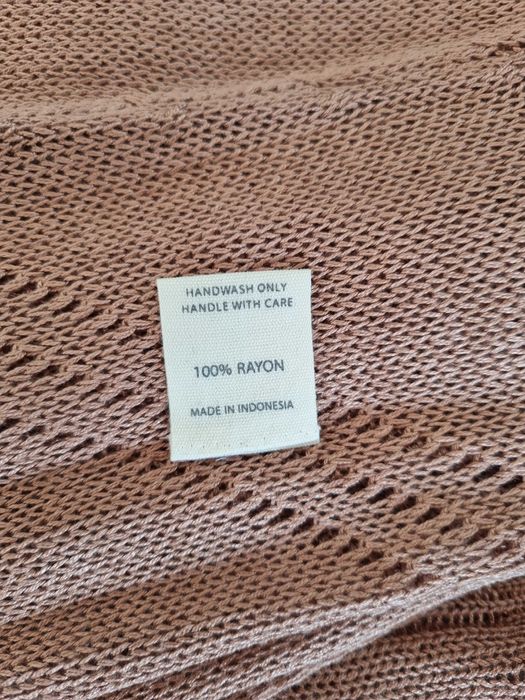 HANDWASH ONLY
HANDLE WITH CARE
100% RAYON
MADE IN INDONESIA